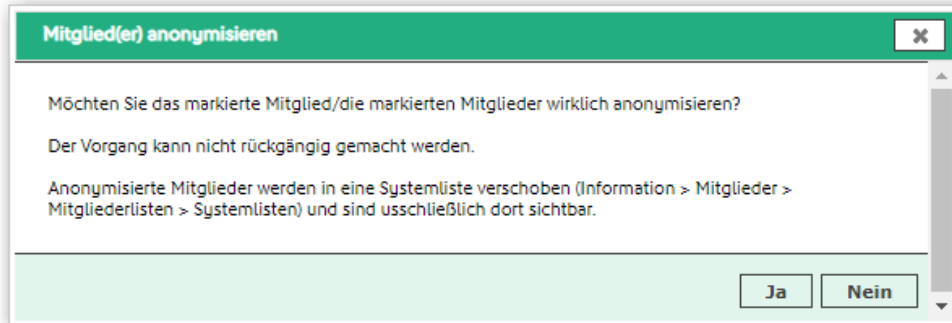 Mitglied(er) anonymisieren
Möchten Sie das markierte Mitglied/die markierten Mitglieder wirklich anonymisieren?
Der Vorgang kann nicht rückgängig gemacht werden.
Anonymisierte Mitglieder werden in eine Systemliste verschoben (Information > Mitglieder >
Mitgliederlisten > Systemlisten) und sind usschließlich dort sichtbar.
Ja Nein